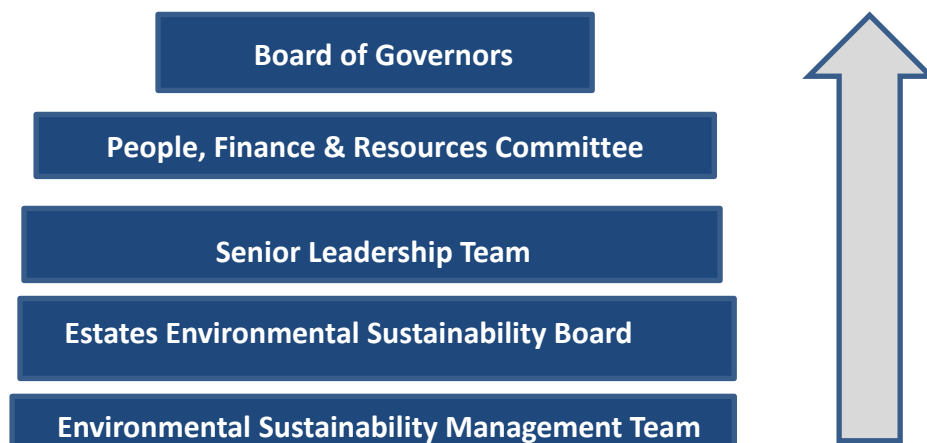 Board of Governors
People, Finance & Resources Committee
Senior Leadership Team
Estates Environmental Sustainability Board
Environmental Sustainability Management Team